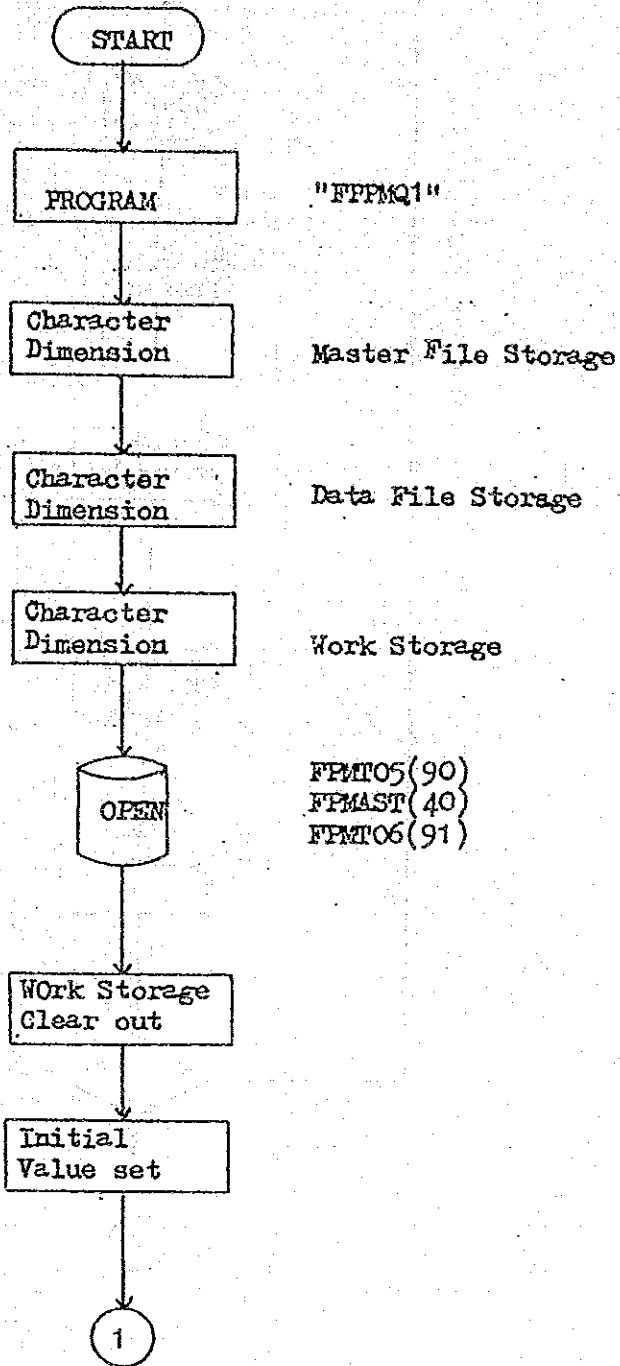 START
PROGRAM
"FPPMQ1"
Character
Dimension
Master File Storage
Character
Dimension
Data File Storage
Character
Dimension
Work Storage
OPEN
FPMT05(90)
FPMAST(40)
FPMT06(91)
WOrk Storage
Clear out
Initial
Value set
1